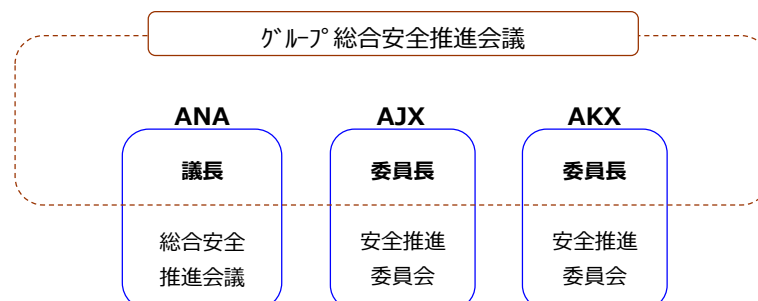 ｸﾞﾙｰﾌﾟ総合安全推進会議
ANA AJX AKX
議長 委員長 委員長
総合安全 安全推進 安全推進
推進会議 委員会 委員会